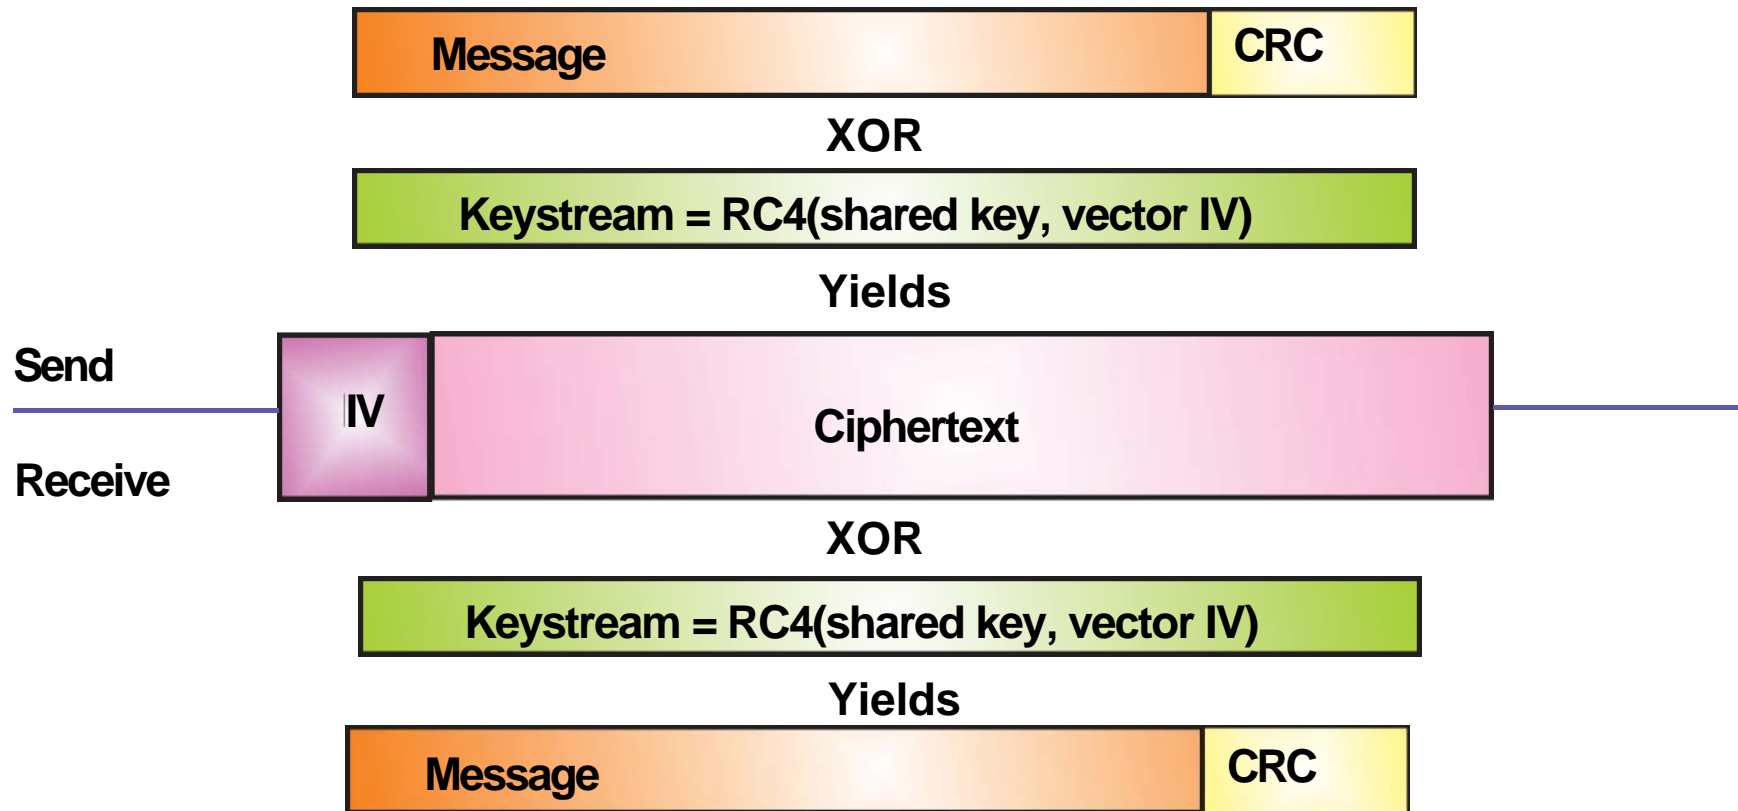 Message CRC
XOR
Keystream = RC4(shared key, vector IV)
Yields
Send
IV
Ciphertext
Receive
XOR
Keystream = RC4(shared key, vector IV)
Yields
Message CRC